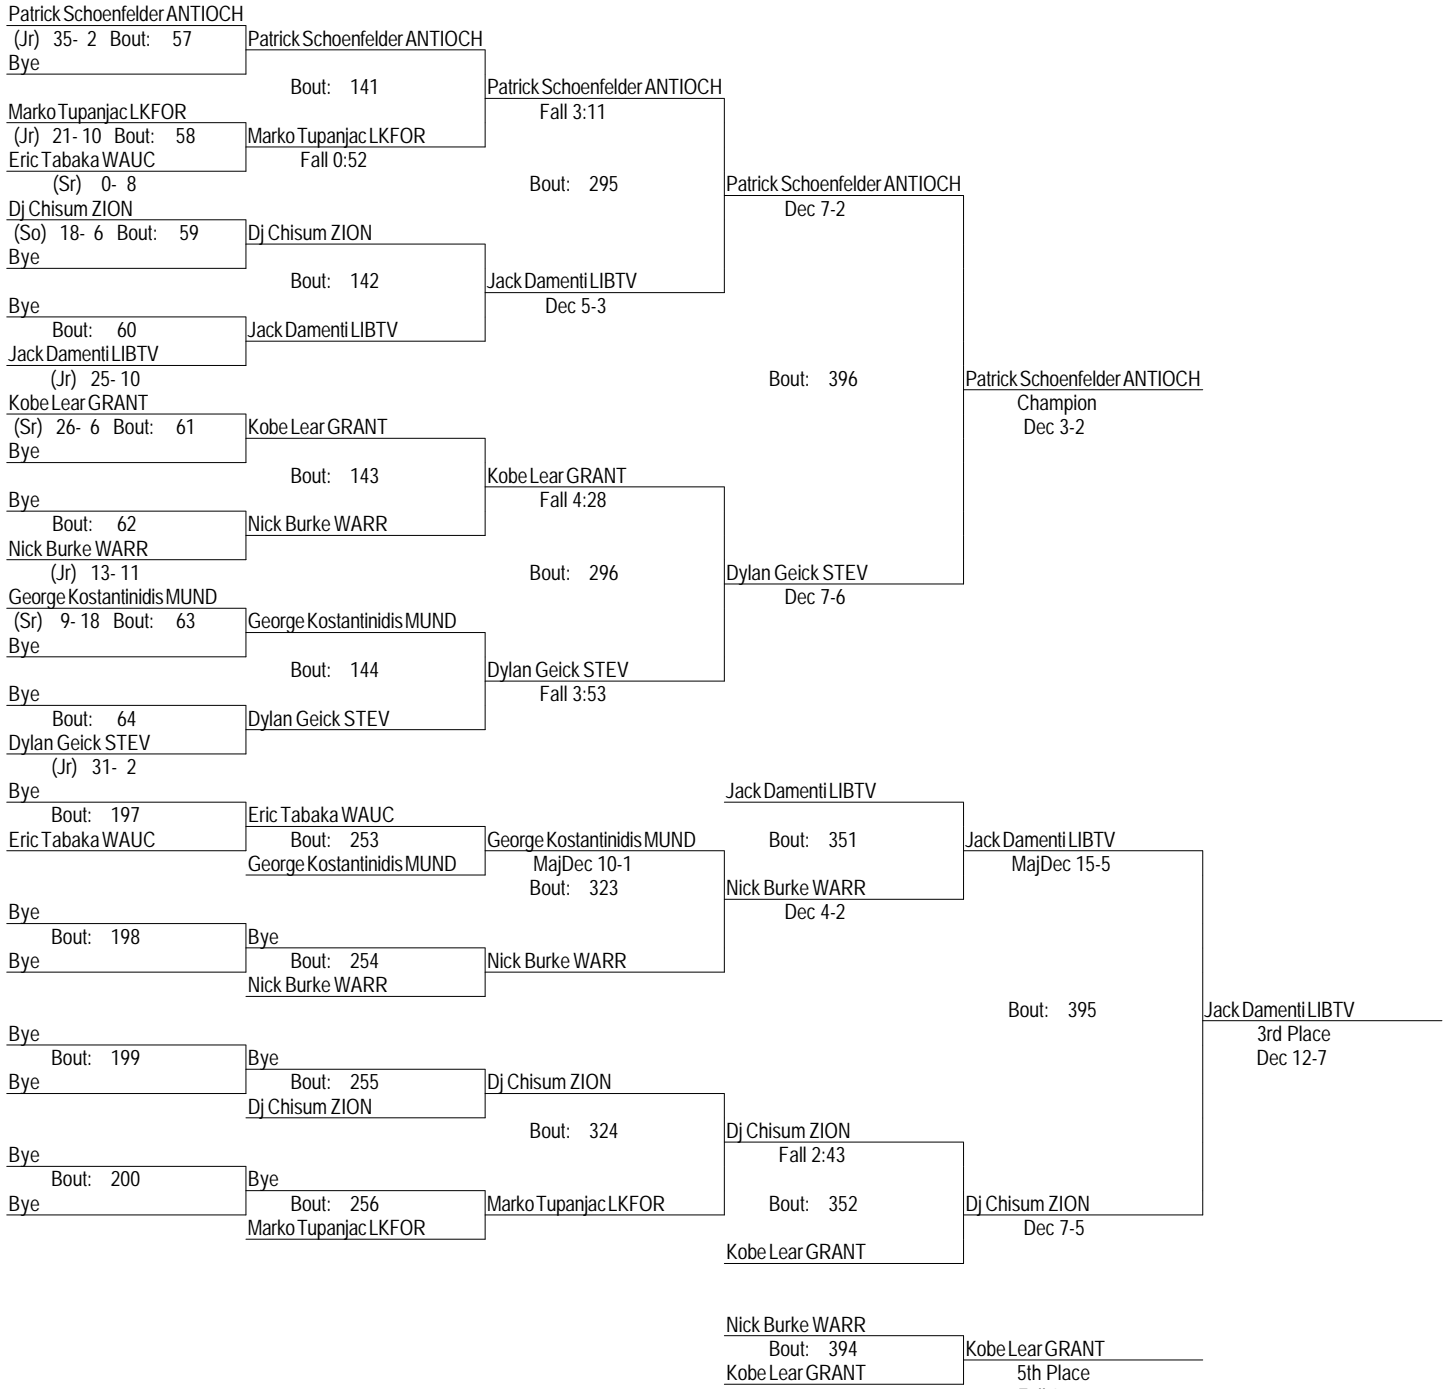 Patrick Schoenfelder ANTIOCH
(Jr) 35- 2 Bout: 57 Patrick Schoenfelder ANTIOCH
Bye
Bout: 141 Patrick Schoenfelder ANTIOCH
Marko Tupanjac LKFOR Fall 3:11
(Jr) 21- 10 Bout: 58 Marko Tupanjac LKFOR
Eric Tabaka WAUC Fall 0:52
(Sr) 0- 8 Bout: 295 Patrick Schoenfelder ANTIOCH
Dj Chisum ZION Dec 7-2
(So) 18- 6 Bout: 59 Dj Chisum ZION
Bye
Bout: 142 Jack Damenti LIBTV
Bye Dec 5-3
Bout: 60 Jack Damenti LIBTV
Jack Damenti LIBTV
(Jr) 25- 10 Bout: 396 Patrick Schoenfelder ANTIOCH
Kobe Lear GRANT Champion
(Sr) 26- 6 Bout: 61 Kobe Lear GRANT Dec 3-2
Bye
Bout: 143 Kobe Lear GRANT
Bye Fall 4:28
Bout: 62 Nick Burke WARR
Nick Burke WARR
(Jr) 13- 11 Bout: 296 Dylan Geick STEV
George Kostantinidis MUND Dec 7-6
(Sr) 9- 18 Bout: 63 George Kostantinidis MUND
Bye
Bout: 144 Dylan Geick STEV
Bye Fall 3:53
Bout: 64 Dylan Geick STEV
Dylan Geick STEV
(Jr) 31- 2
Bye Jack Damenti LIBTV
Bout: 197 Eric Tabaka WAUC
Eric Tabaka WAUC Bout: 253 George Kostantinidis MUND Bout: 351 Jack Damenti LIBTV
George Kostantinidis MUND MajDec 10-1 MajDec 15-5
Bout: 323 Nick Burke WARR
Bye Dec 4-2
Bout: 198 Bye
Bye Bout: 254 Nick Burke WARR
Nick Burke WARR
Bout: 395 Jack Damenti LIBTV
Bye 3rd Place
Bout: 199 Bye Dec 12-7
Bye Bout: 255 Dj Chisum ZION
Dj Chisum ZION
Bout: 324 Dj Chisum ZION
Bye Fall 2:43
Bout: 200 Bye
Bye Bout: 256 Marko Tupanjac LKFOR Bout: 352 Dj Chisum ZION
Marko Tupanjac LKFOR Dec 7-5
Kobe Lear GRANT
Nick Burke WARR
Bout: 394 Kobe Lear GRANT
Kobe Lear GRANT 5th Place